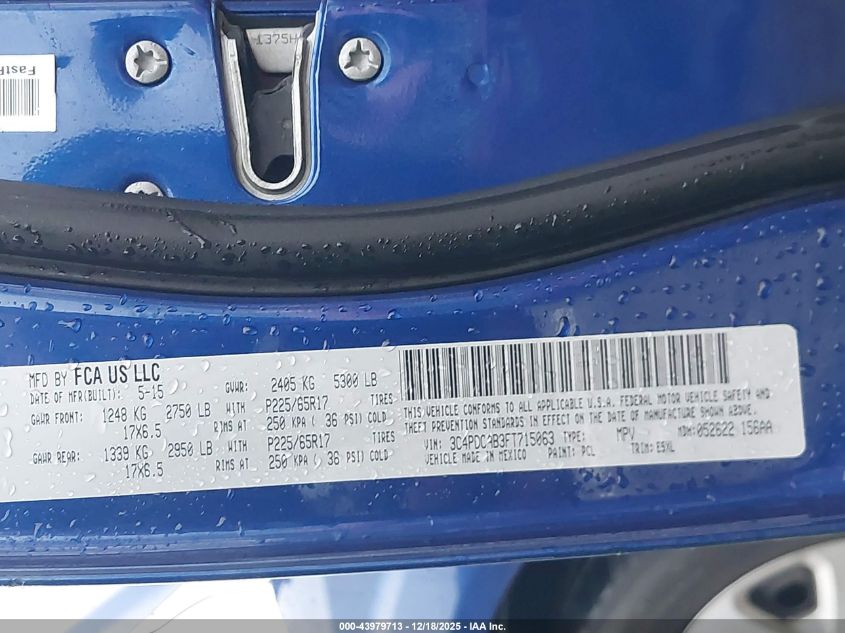 1375H
FastF
MFD BY FCA US LLC
DATE OF MFR(BUILT): 5-15 GVWR: 2405 KG 5300 LB
GAWR FRONT: 1248 KG 2750 LB WITH P225/65R17 TIRES
17X6.5 RIMS AT 250 KPA ( 36 PSI) COLD
GAWR REAR: 1339 KG 2950 LB WITH P225/65R17 TIRES
17X6.5 RIMS AT 250 KPA ( 36 PSI) COLD
THIS VEHICLE CONFORMS TO ALL APPLICABLE U.S.A. FEDERAL MOTOR VEHICLE SAFETY AND
THEFT PREVENTION STANDARDS IN EFFECT ON THE DATE OF MANUFACTURE SHOWN ABOVE.
VIN: TYPE: MPV MDH: 052622 156AA
VEHICLE MADE IN MEXICO PAINT: PCL TRIM: E5XL
000-43979713 - 12/18/2025 - IAA Inc.